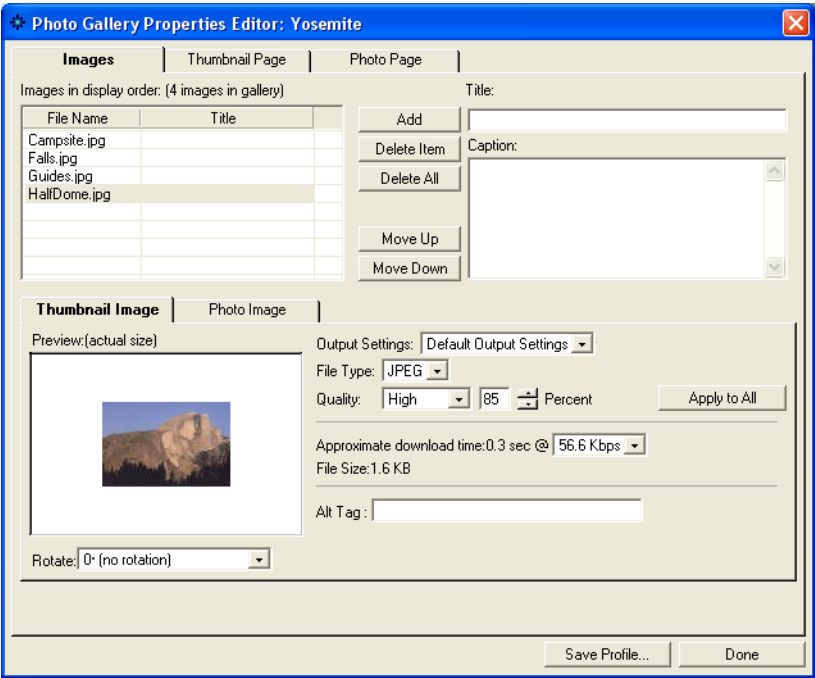 Photo Gallery Properties Editor: Yosemite
Images Thumbnail Page Photo Page
Images in display order: (4 images in gallery)
File Name Title
Campsite.jpg
Falls.jpg
Guides.jpg
HalfDome.jpg
Add
Delete Item
Delete All
Move Up
Move Down
Title:
Caption:
Thumbnail Image Photo Image
Preview:(actual size)
Rotate: 0° (no rotation)
Output Settings: Default Output Settings
File Type: JPEG
Quality: High 85 Percent Apply to All
Approximate download time:0.3 sec @ 56.6 Kbps
File Size:1.6 KB
Alt Tag :
Save Profile... Done